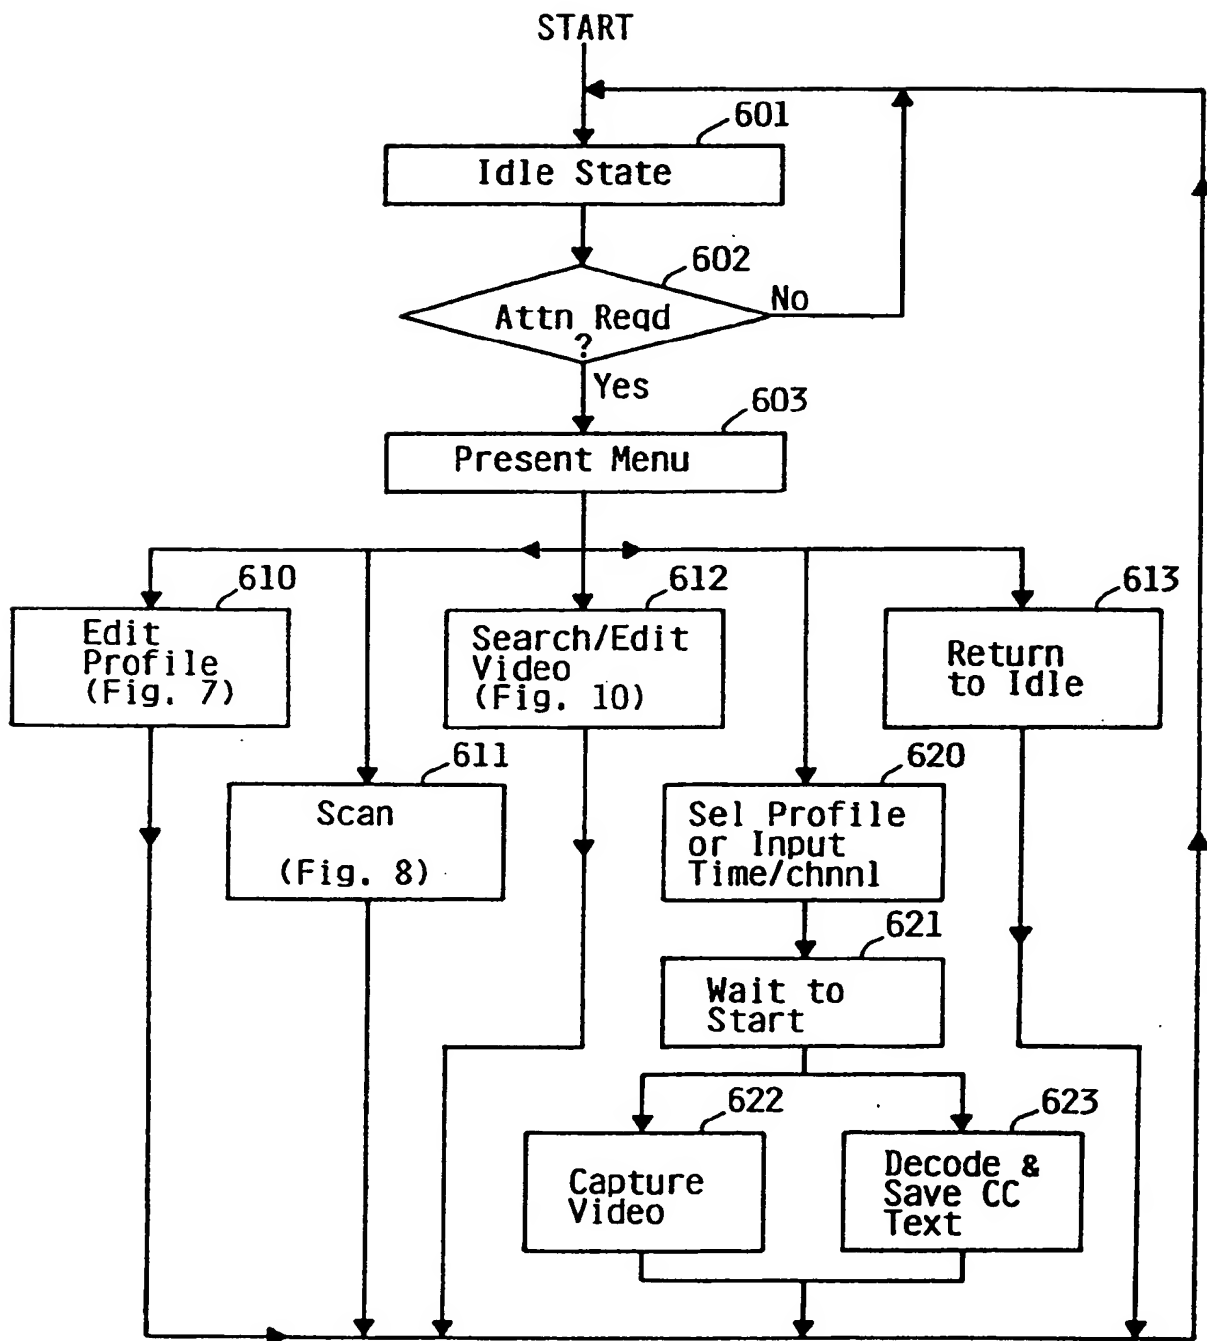 START
601
Idle State
602
Attn Reqd
?
No
Yes
603
Present Menu
610
Edit
Profile
(Fig. 7)
612
Search/Edit
Video
(Fig. 10)
613
Return
to Idle
611
Scan
(Fig. 8)
620
Sel Profile
or Input
Time/chnnl
621
Wait to
Start
622
Capture
Video
623
Decode &
Save CC
Text